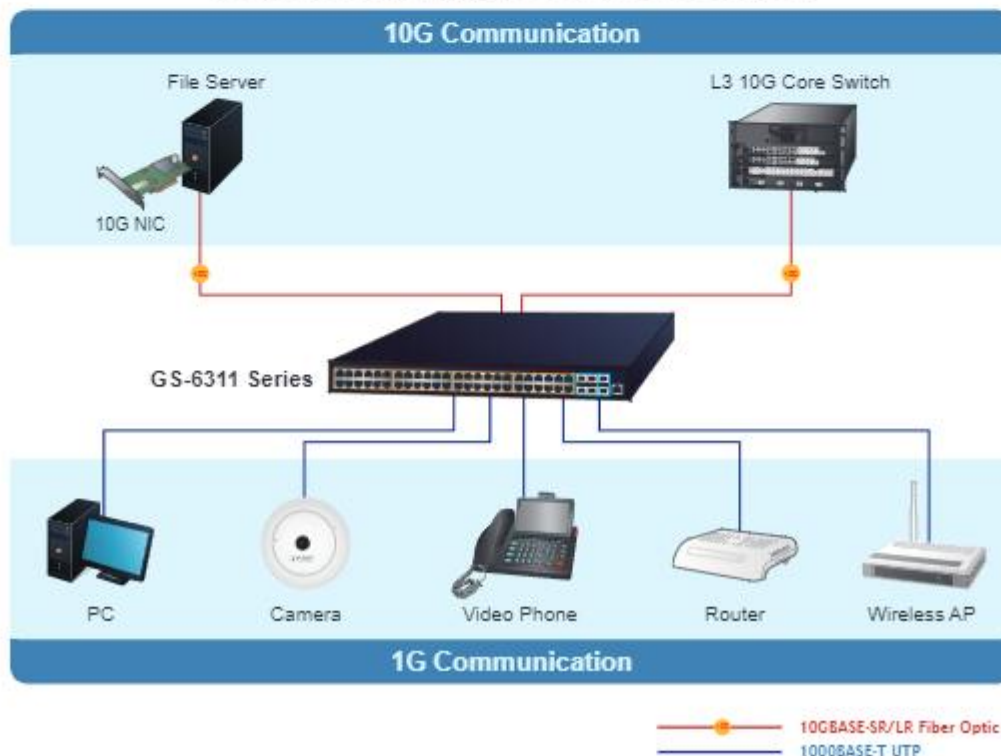 10G Communication
File Server
L3 10G Core Switch
10G NIC
GS-6311 Series
PC
Camera
Video Phone
Router
Wireless AP
1G Communication
10GBASE-SR/LR Fiber Optic
1000BASE-T UTP